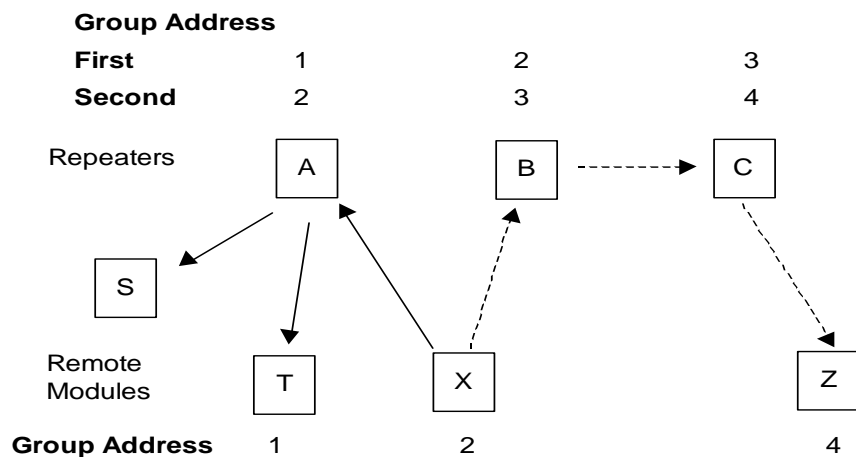 Group Address
First 1 2 3
Second 2 3 4
Repeaters A B C
S
Remote
Modules T X Z
Group Address 1 2 4